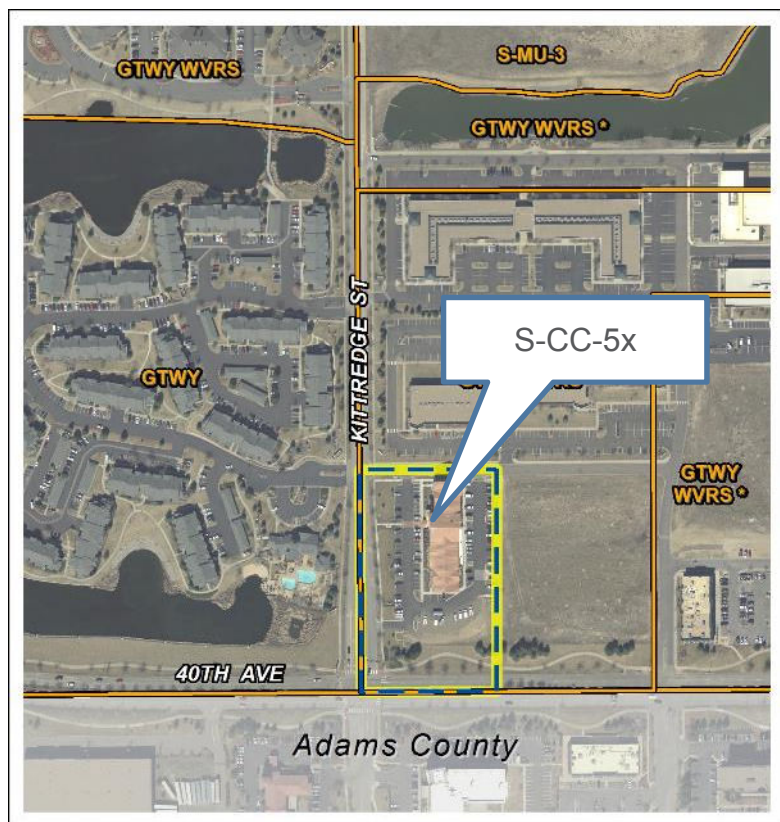 GTWY WVRS
S-MU-3
GTWY WVRS *
KITTREDGE ST
S-CC-5x
GTWY
GTWY
WVRS *
40TH AVE
Adams County